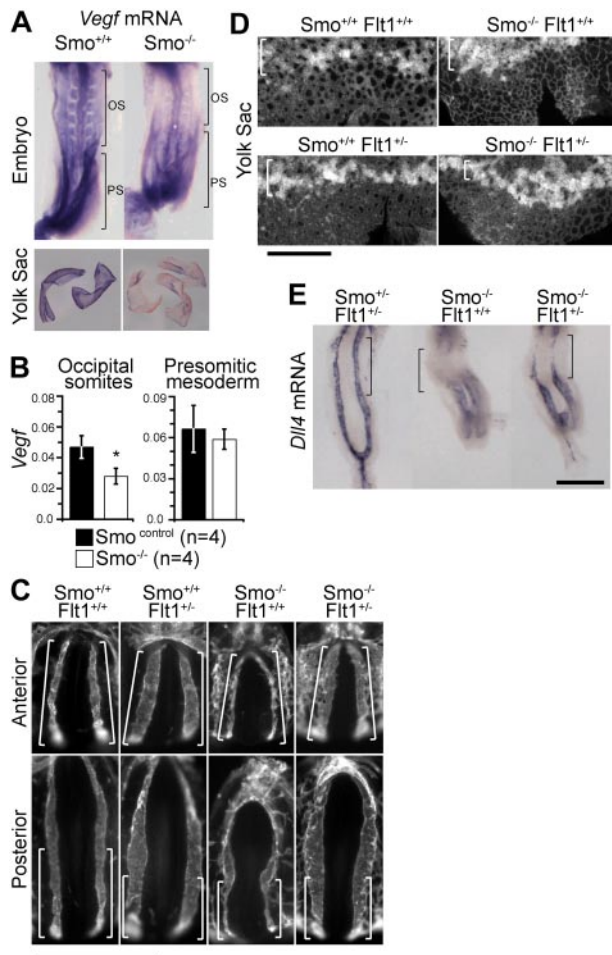 A
Vegf mRNA
Smo+/+ Smo-/-
Embryo
OS
OS
PS
PS
Yolk Sac
B
Occipital somites
Presomitic mesoderm
Vegf
0.08
0.06
0.04
0.02
0.0
*
0.09
0.06
0.03
0.0
Smo control (n=4)
Smo-/- (n=4)
C
Smo+/+ Flt1+/+
Smo+/+ Flt1+/-
Smo-/- Flt1+/+
Smo-/- Flt1+/-
Anterior
Posterior
D
Smo+/+ Flt1+/+
Smo-/- Flt1+/+
Yolk Sac
Smo+/+ Flt1+/-
Smo-/- Flt1+/-
E
Smo+/- Flt1+/-
Smo-/- Flt1+/+
Smo-/- Flt1+/-
Dll4 mRNA